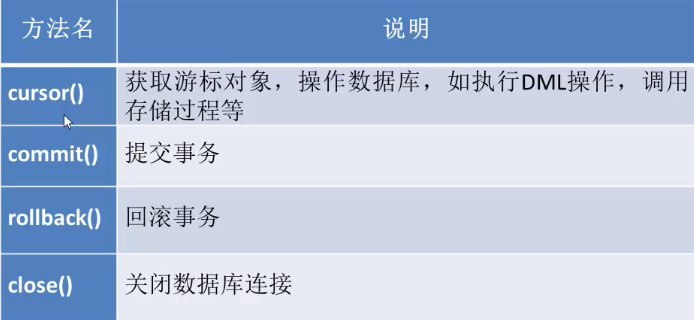 方法名 说明
cursor() 获取游标对象，操作数据库，如执行DML操作，调用
存储过程等
commit() 提交事务
rollback() 回滚事务
close() 关闭数据库连接